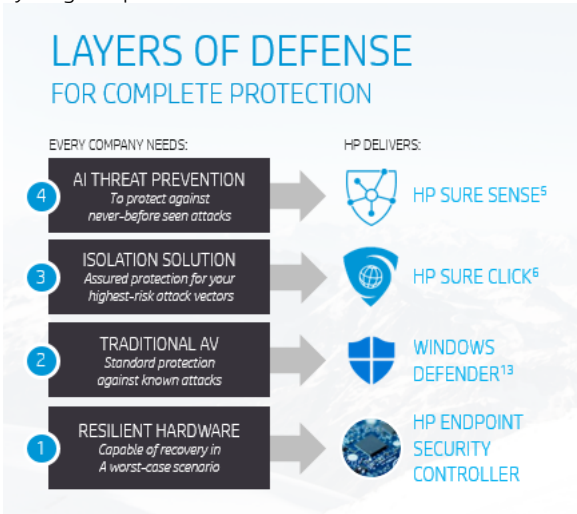 LAYERS OF DEFENSE
FOR COMPLETE PROTECTION
EVERY COMPANY NEEDS:
HP DELIVERS:
4
AI THREAT PREVENTION
To protect against
never-before seen attacks
HP SURE SENSE⁵
3
ISOLATION SOLUTION
Assured protection for your
highest-risk attack vectors
HP SURE CLICK⁶
2
TRADITIONAL AV
Standard protection
against known attacks
WINDOWS
DEFENDER¹³
1
RESILIENT HARDWARE
Capable of recovery in
A worst-case scenario
HP ENDPOINT
SECURITY
CONTROLLER